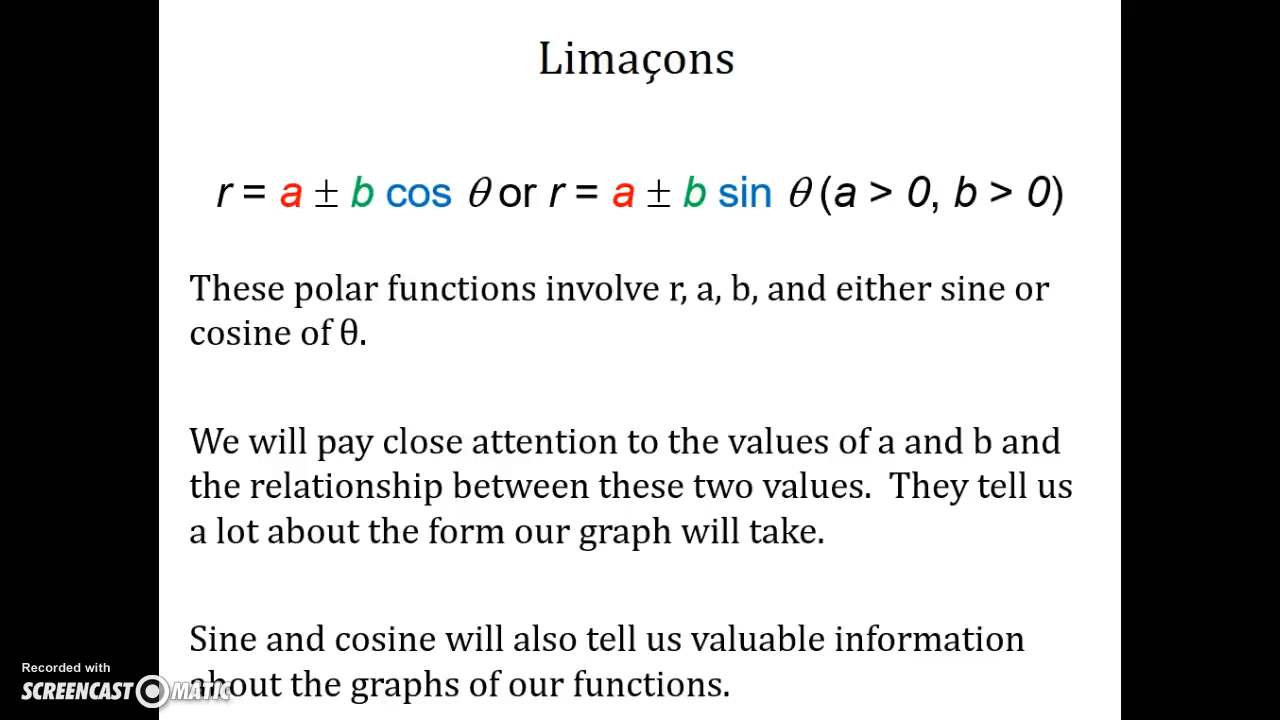 Limaçons
r = a ± b cos θ or r = a ± b sin θ (a > 0, b > 0)
These polar functions involve r, a, b, and either sine or
cosine of θ.
We will pay close attention to the values of a and b and
the relationship between these two values.  They tell us
a lot about the form our graph will take.
Sine and cosine will also tell us valuable information
about the graphs of our functions.
Recorded with
SCREENCAST MATIC